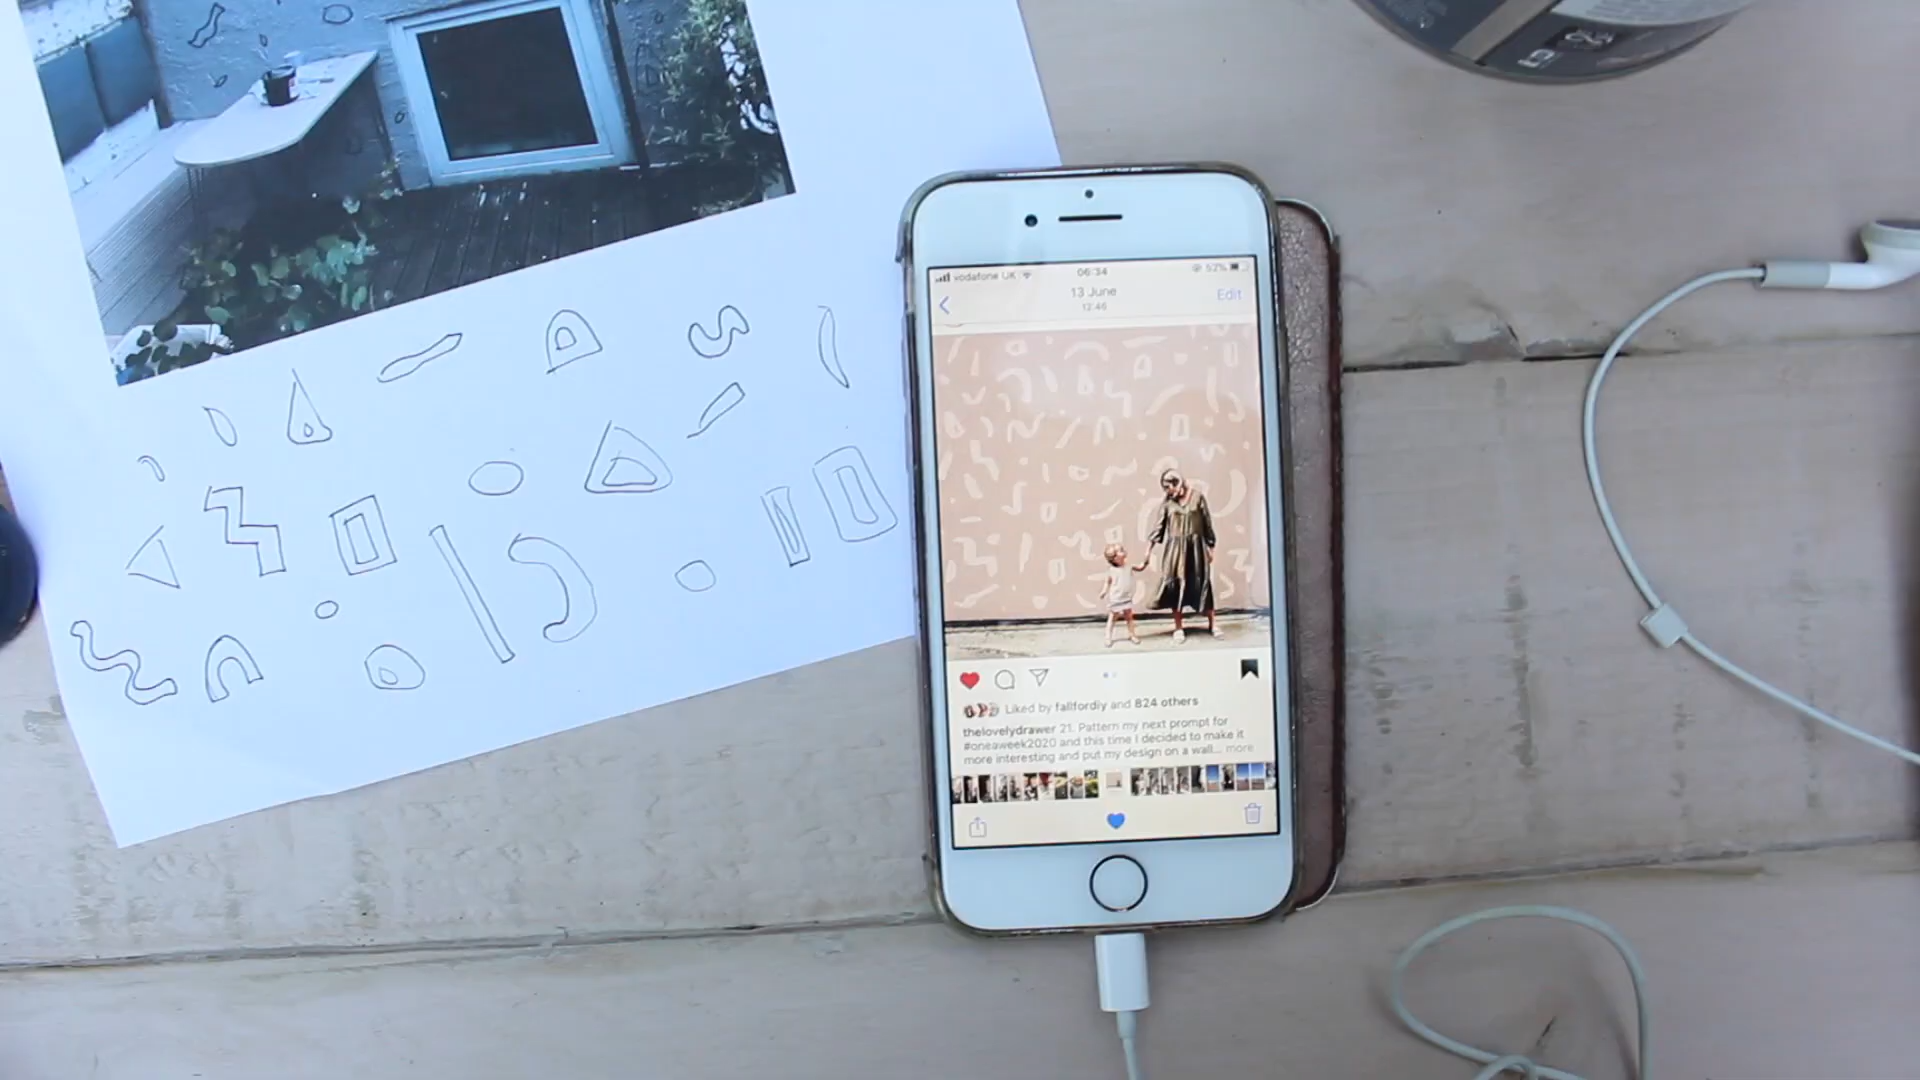 vodafone UK 06:34 52%
13 June
Edit
12:46
Liked by fallfordiy and 824 others
thelovelydrawer 21. Pattern my next prompt for
#oneaweek2020 and this time I decided to make it
more interesting and put my design on a wall... more